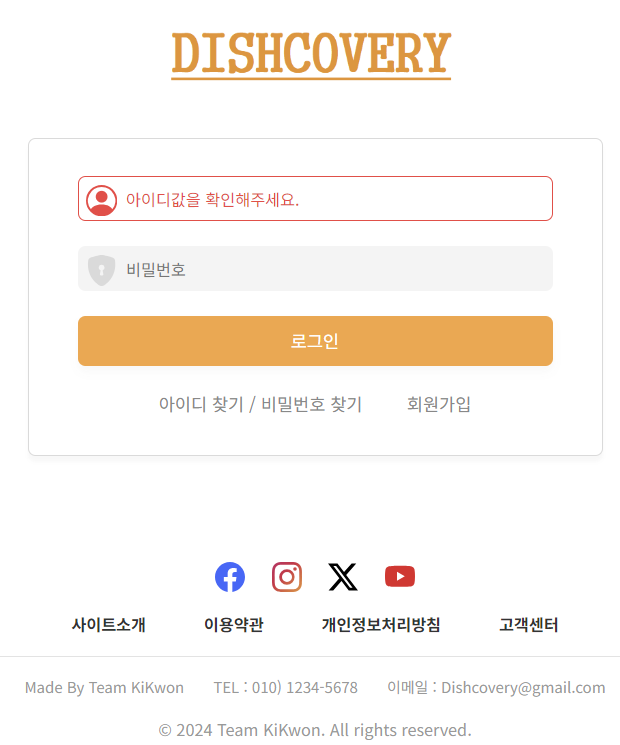 DISHCOVERY
아이디값을 확인해주세요.
비밀번호
로그인
아이디 찾기 / 비밀번호 찾기 회원가입
사이트소개 이용약관 개인정보처리방침 고객센터
Made By Team KiKwon TEL : 010) 1234-5678 이메일 : Dishcovery@gmail.com
© 2024 Team KiKwon. All rights reserved.